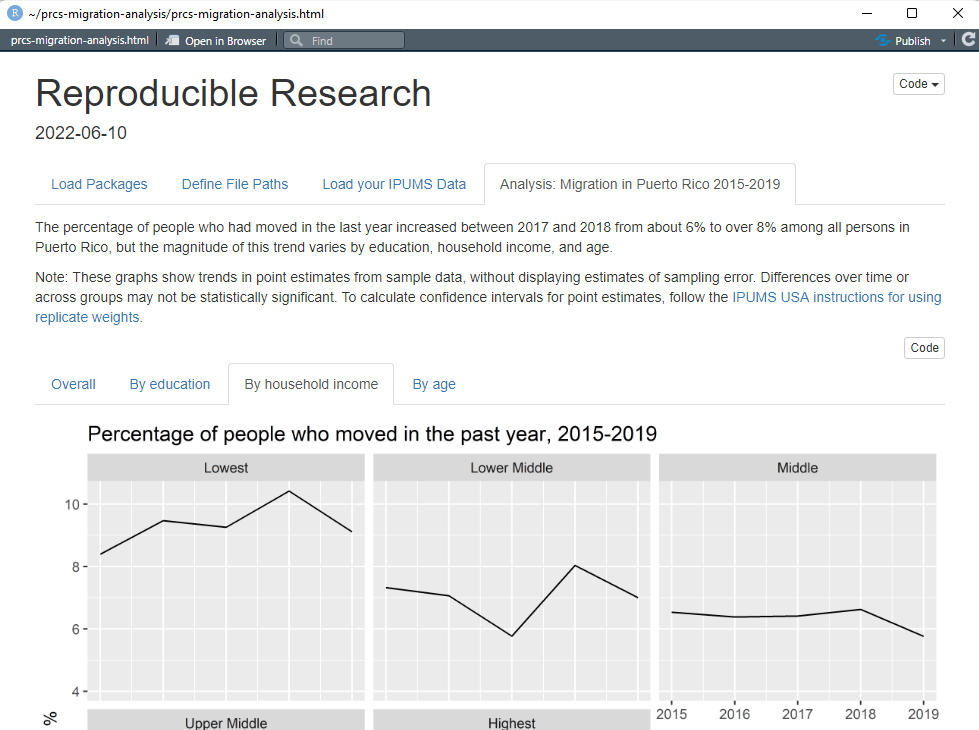 R ~/prcs-migration-analysis/prcs-migration-analysis.html
prcs-migration-analysis.html Open in Browser Find Publish
Reproducible Research
Code
2022-06-10
Load Packages Define File Paths Load your IPUMS Data Analysis: Migration in Puerto Rico 2015-2019
The percentage of people who had moved in the last year increased between 2017 and 2018 from about 6% to over 8% among all persons in
Puerto Rico, but the magnitude of this trend varies by education, household income, and age.
Note: These graphs show trends in point estimates from sample data, without displaying estimates of sampling error. Differences over time or
across groups may not be statistically significant. To calculate confidence intervals for point estimates, follow the IPUMS USA instructions for using
replicate weights.
Code
Overall By education By household income By age
Percentage of people who moved in the past year, 2015-2019
Lowest Lower Middle Middle
10
8
6
4
2015 2016 2017 2018 2019
%
Upper Middle Highest